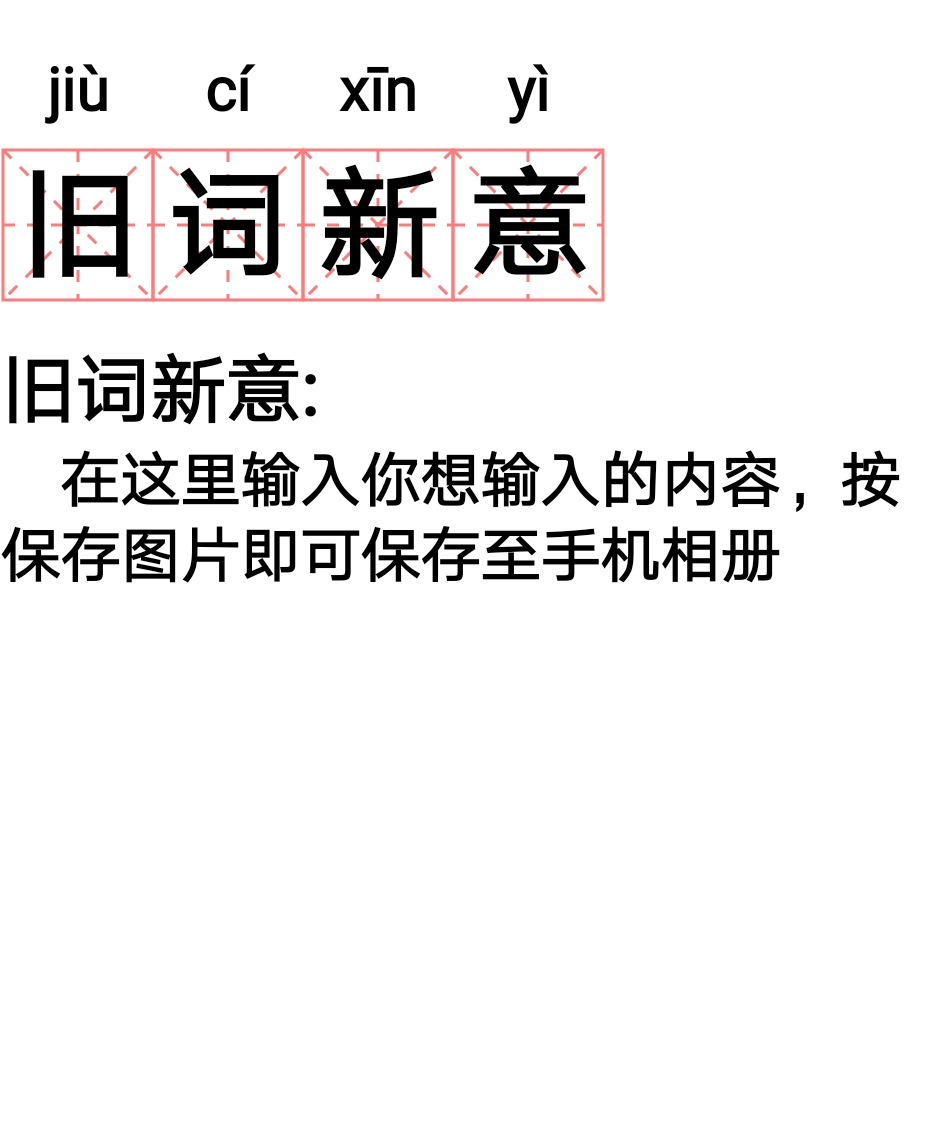 jiù cí xīn yì
旧词新意
旧词新意:
在这里输入你想输入的内容，按
保存图片即可保存至手机相册